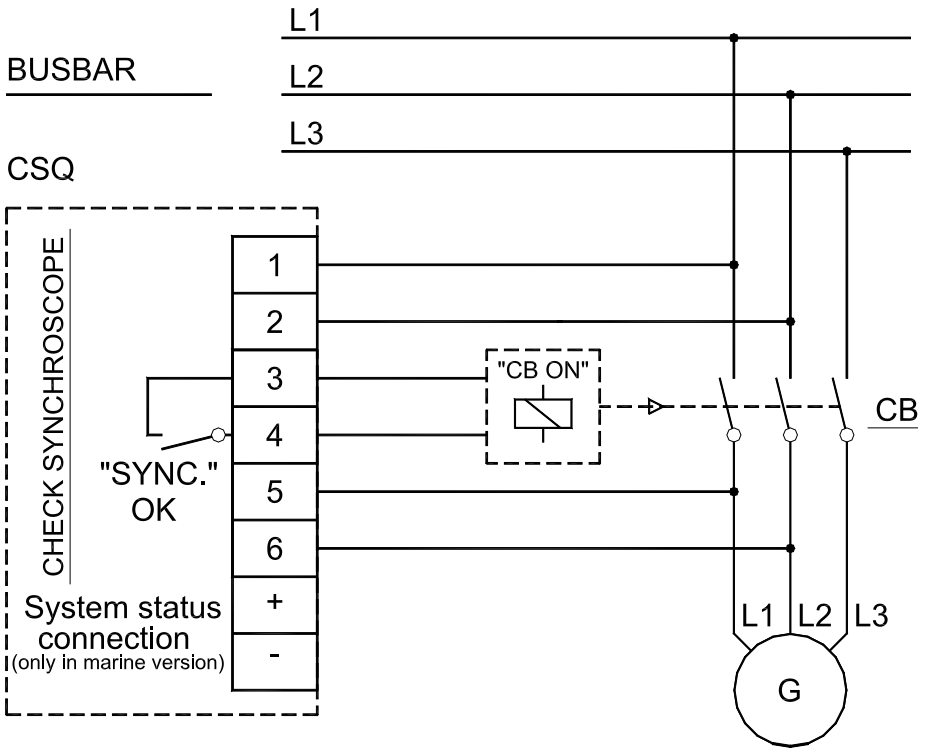 L1
BUSBAR
L2
L3
CSQ
CHECK SYNCHROSCOPE
1
2
3
"CB ON"
4
CB
"SYNC."
OK
5
6
System status
connection
(only in marine version)
+
-
L1
L2
L3
G